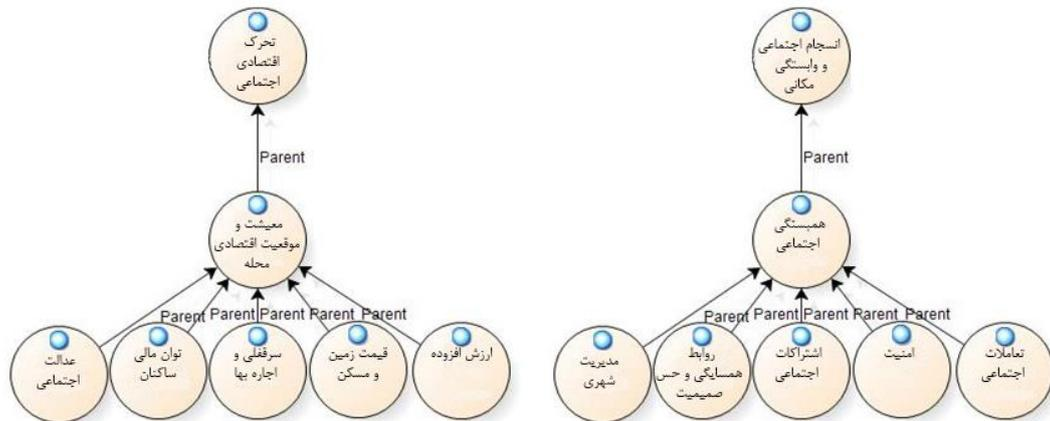 تحرک
اقتصادی
اجتماعی
Parent
معیشت و
موقعیت اقتصادی
محله
Parent
Parent
Parent
Parent
Parent
عدالت
اجتماعی
توان مالی
ساکنان
سرقفلی و
اجاره بها
قیمت زمین
و مسکن
ارزش افزوده
انسجام اجتماعی
و وابستگی
مکانی
Parent
همبستگی
اجتماعی
Parent
Parent
Parent
Parent
Parent
مدیریت
شهری
روابط
همسایگی و حس
صمیمیت
اشتراکات
اجتماعی
امنیت
تعاملات
اجتماعی